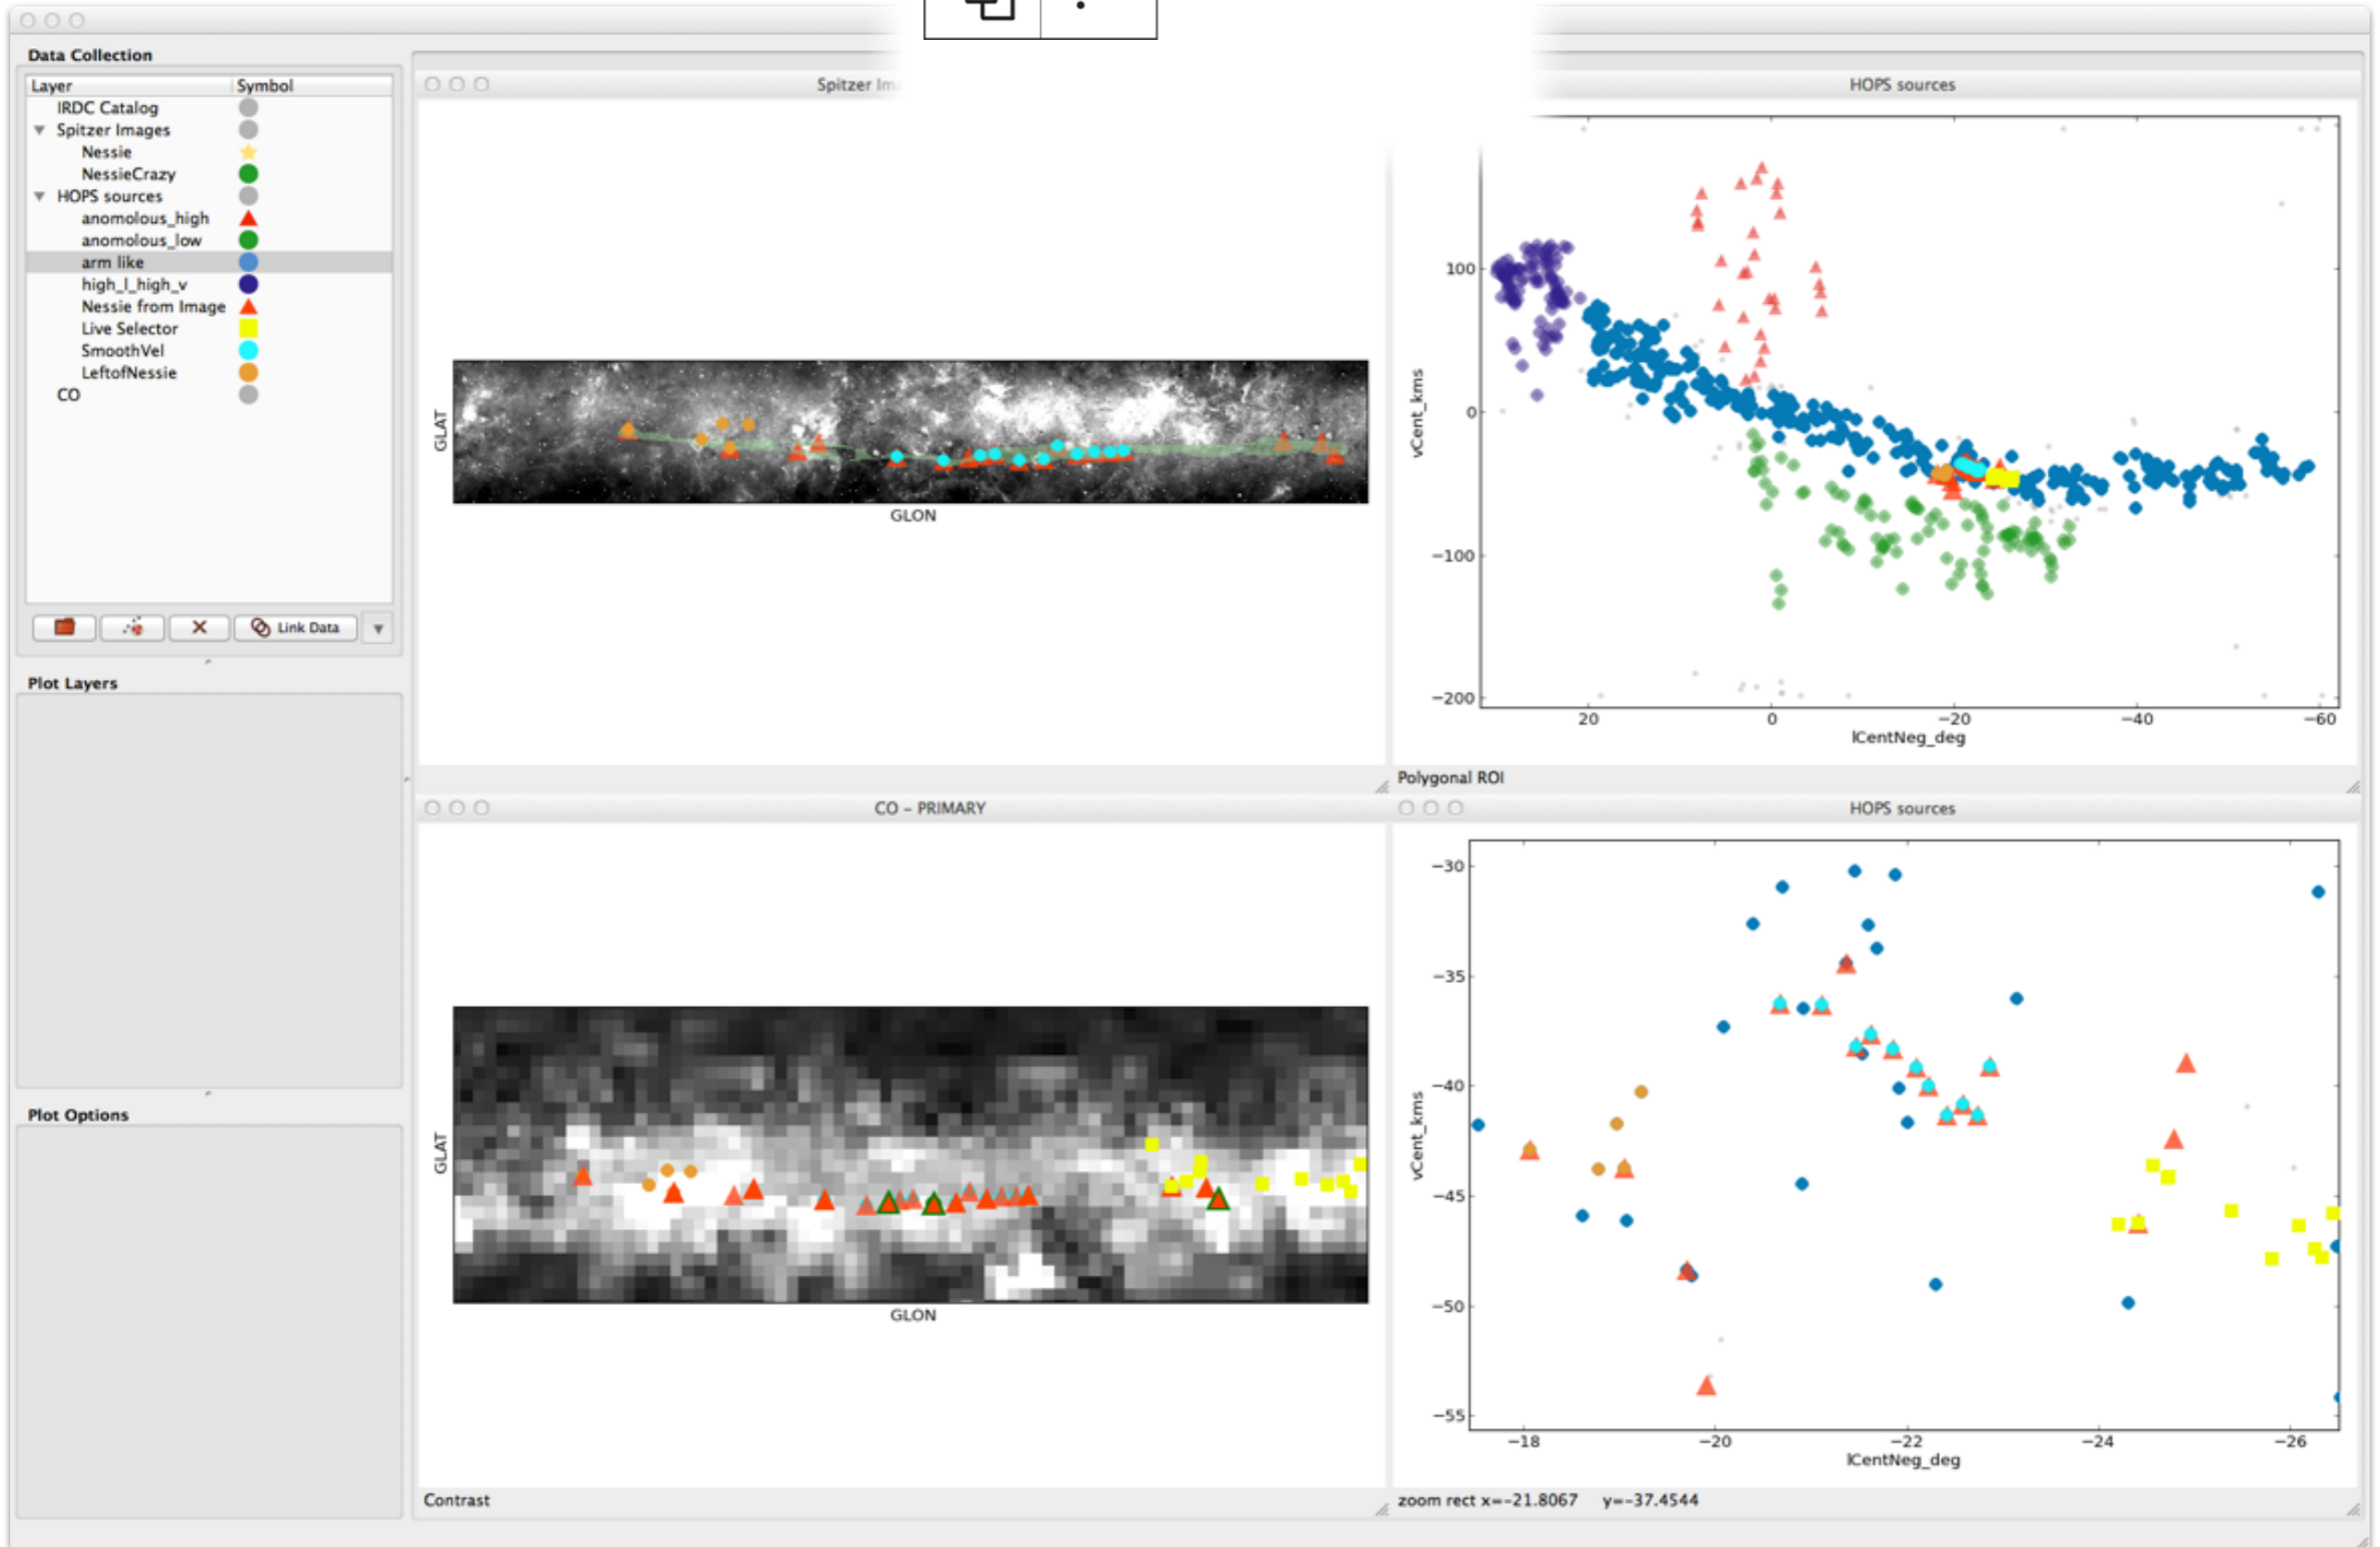 Data Collection
Layer Symbol
IRDC Catalog
Spitzer Images
Nessie
NessieCrazy
HOPS sources
anomolous_high
anomolous_low
arm like
high_l_high_v
Nessie from Image
Live Selector
SmoothVel
LeftofNessie
CO
Link Data
Plot Layers
Plot Options
Spitzer
GLAT
GLON
HOPS sources
100
0
−100
−200
vCent_kms
20 0 −20 −40 −60
lCentNeg_deg
Polygonal ROI
CO – PRIMARY
GLAT
GLON
Contrast
HOPS sources
−30
−35
−40
−45
−50
−55
vCent_kms
−18 −20 −22 −24 −26
lCentNeg_deg
zoom rect x=-21.8067 y=-37.4544